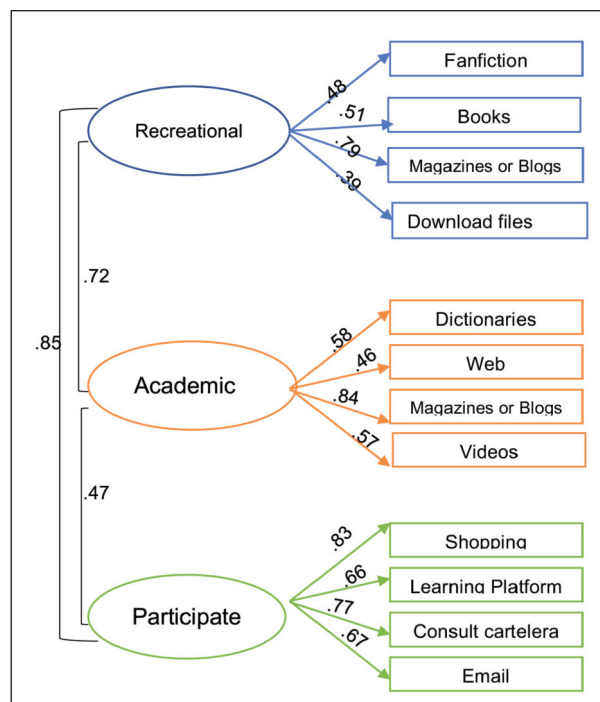 Fanfiction
.48
Recreational
.51
Books
.79
Magazines or Blogs
.39
Download files
.72
.85
Academic
.58
Dictionaries
.46
Web
.84
Magazines or Blogs
.57
Videos
.47
Participate
.83
Shopping
.66
Learning Platform
.77
Consult cartelera
.67
Email